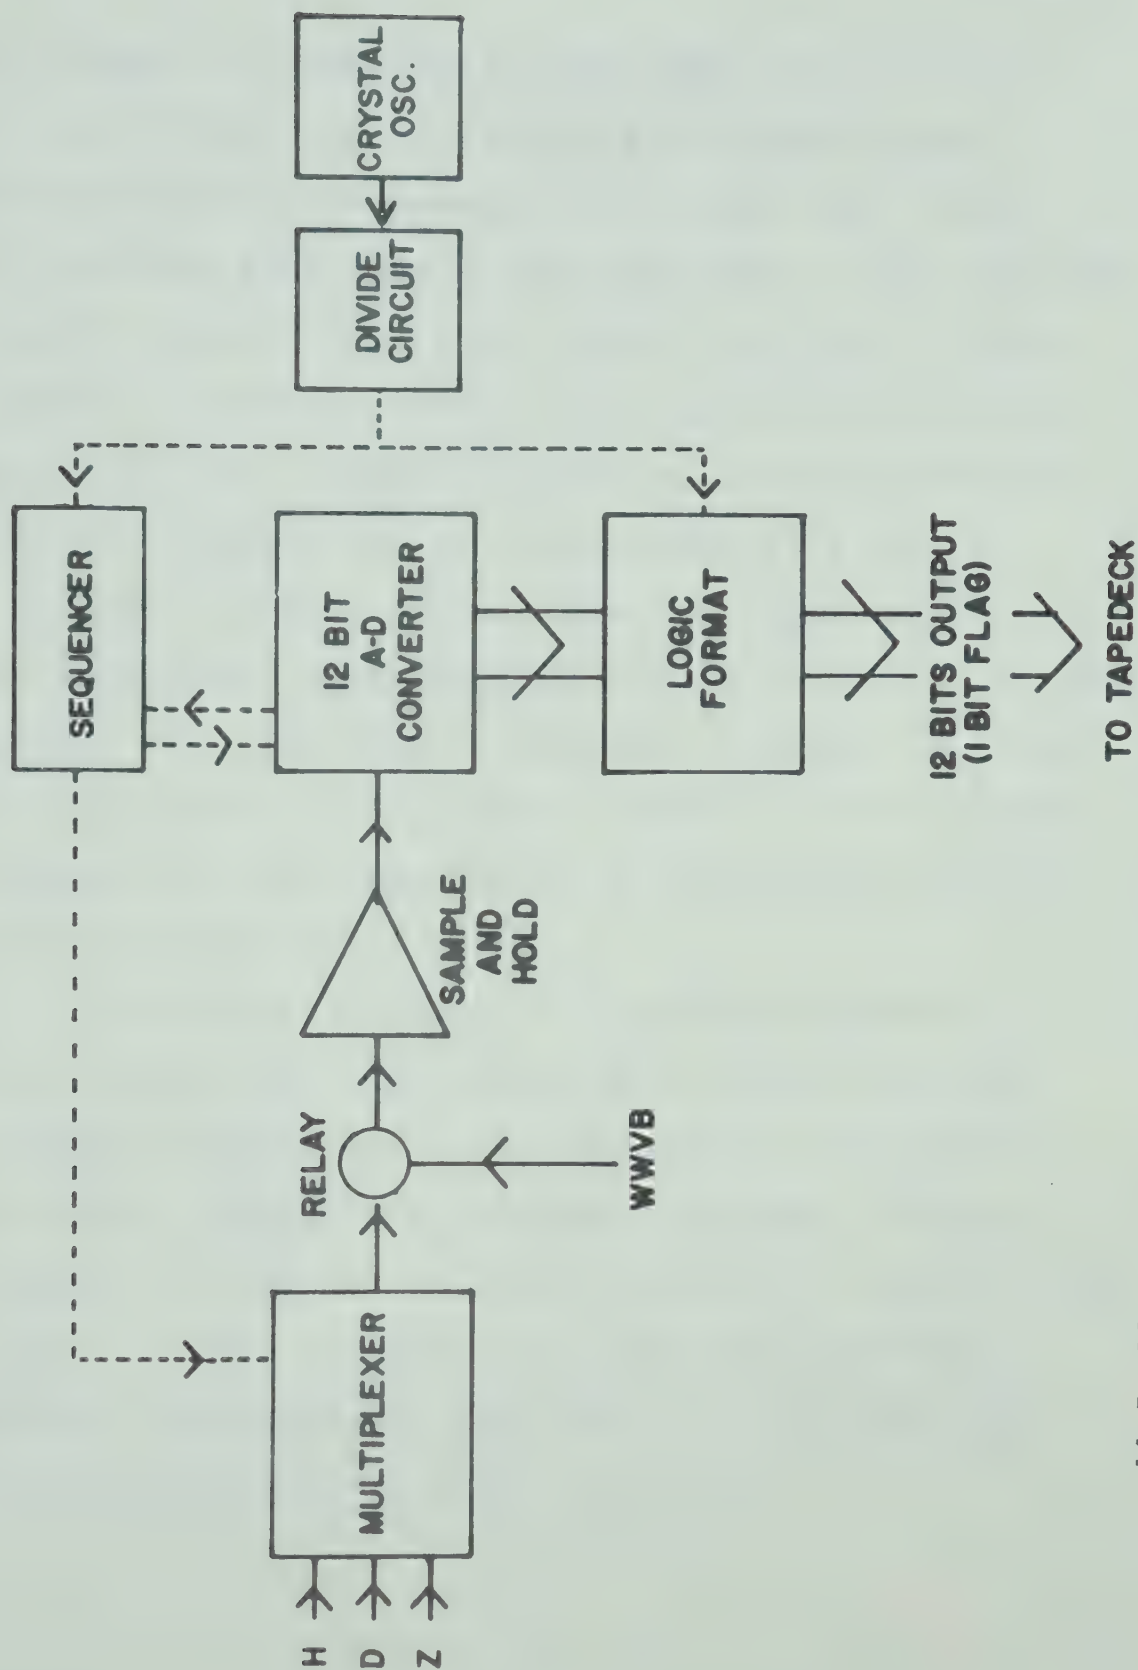 H
D
Z
MULTIPLEXER
RELAY
WWVB
SAMPLE
AND
HOLD
SEQUENCER
12 BIT
A-D
CONVERTER
LOGIC
FORMAT
12 BITS OUTPUT
(1 BIT FLAG)
TO TAPEDECK
DIVIDE
CIRCUIT
CRYSTAL
OSC.